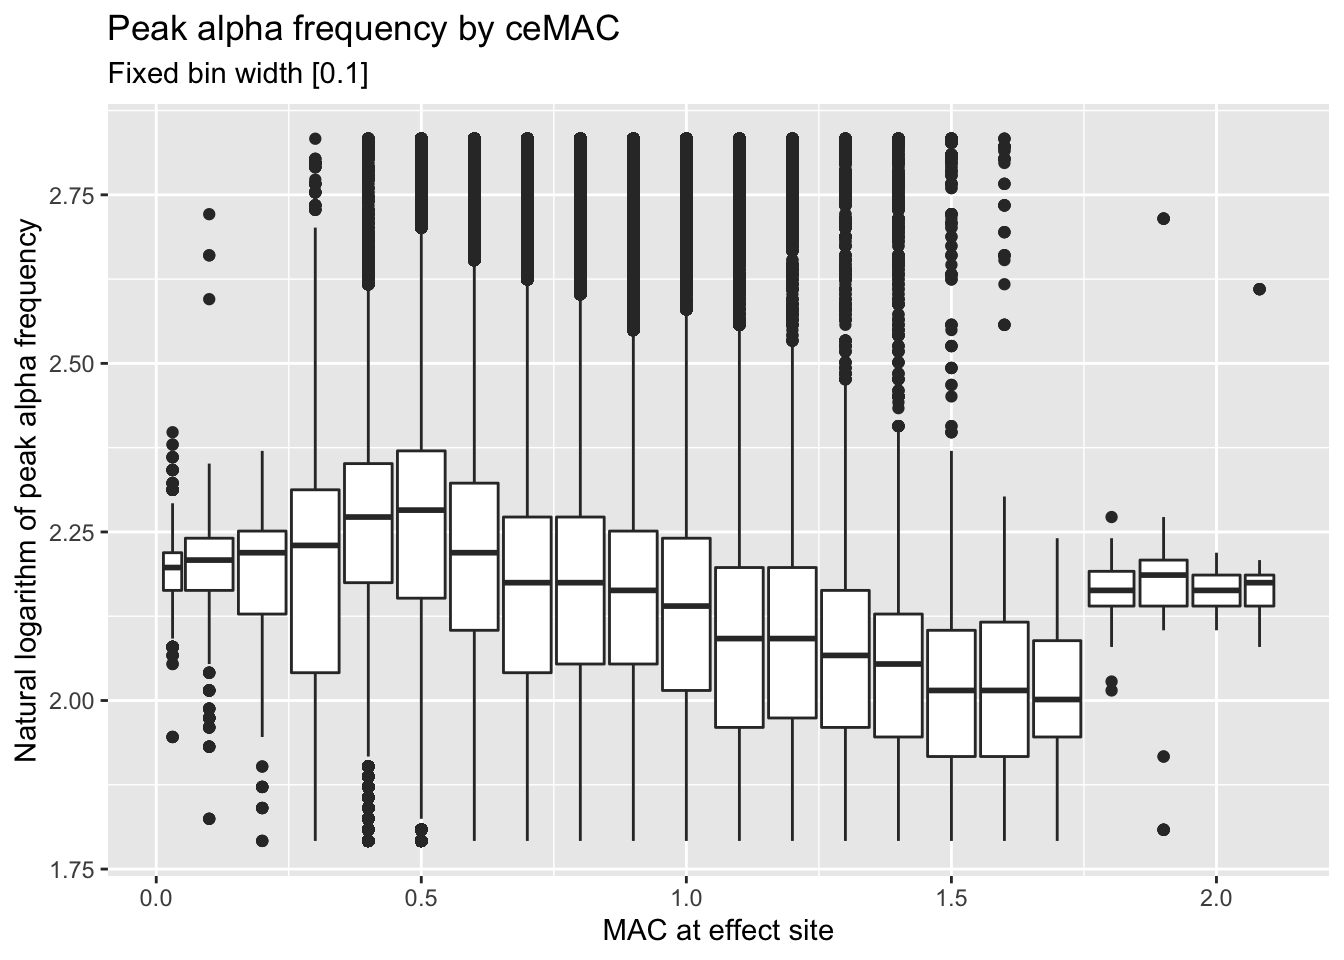 Peak alpha frequency by ceMAC
Fixed bin width [0.1]
Natural logarithm of peak alpha frequency
2.75
2.50
2.25
2.00
1.75
0.0 0.5 1.0 1.5 2.0
MAC at effect site